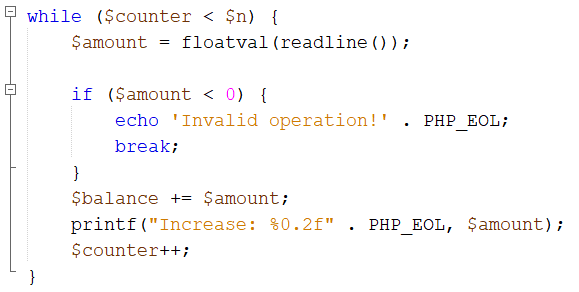 while ($counter < $n) {
    $amount = floatval(readline());

    if ($amount < 0) {
        echo 'Invalid operation!' . PHP_EOL;
        break;
    }
    $balance += $amount;
    printf("Increase: %0.2f" . PHP_EOL, $amount);
    $counter++;
}